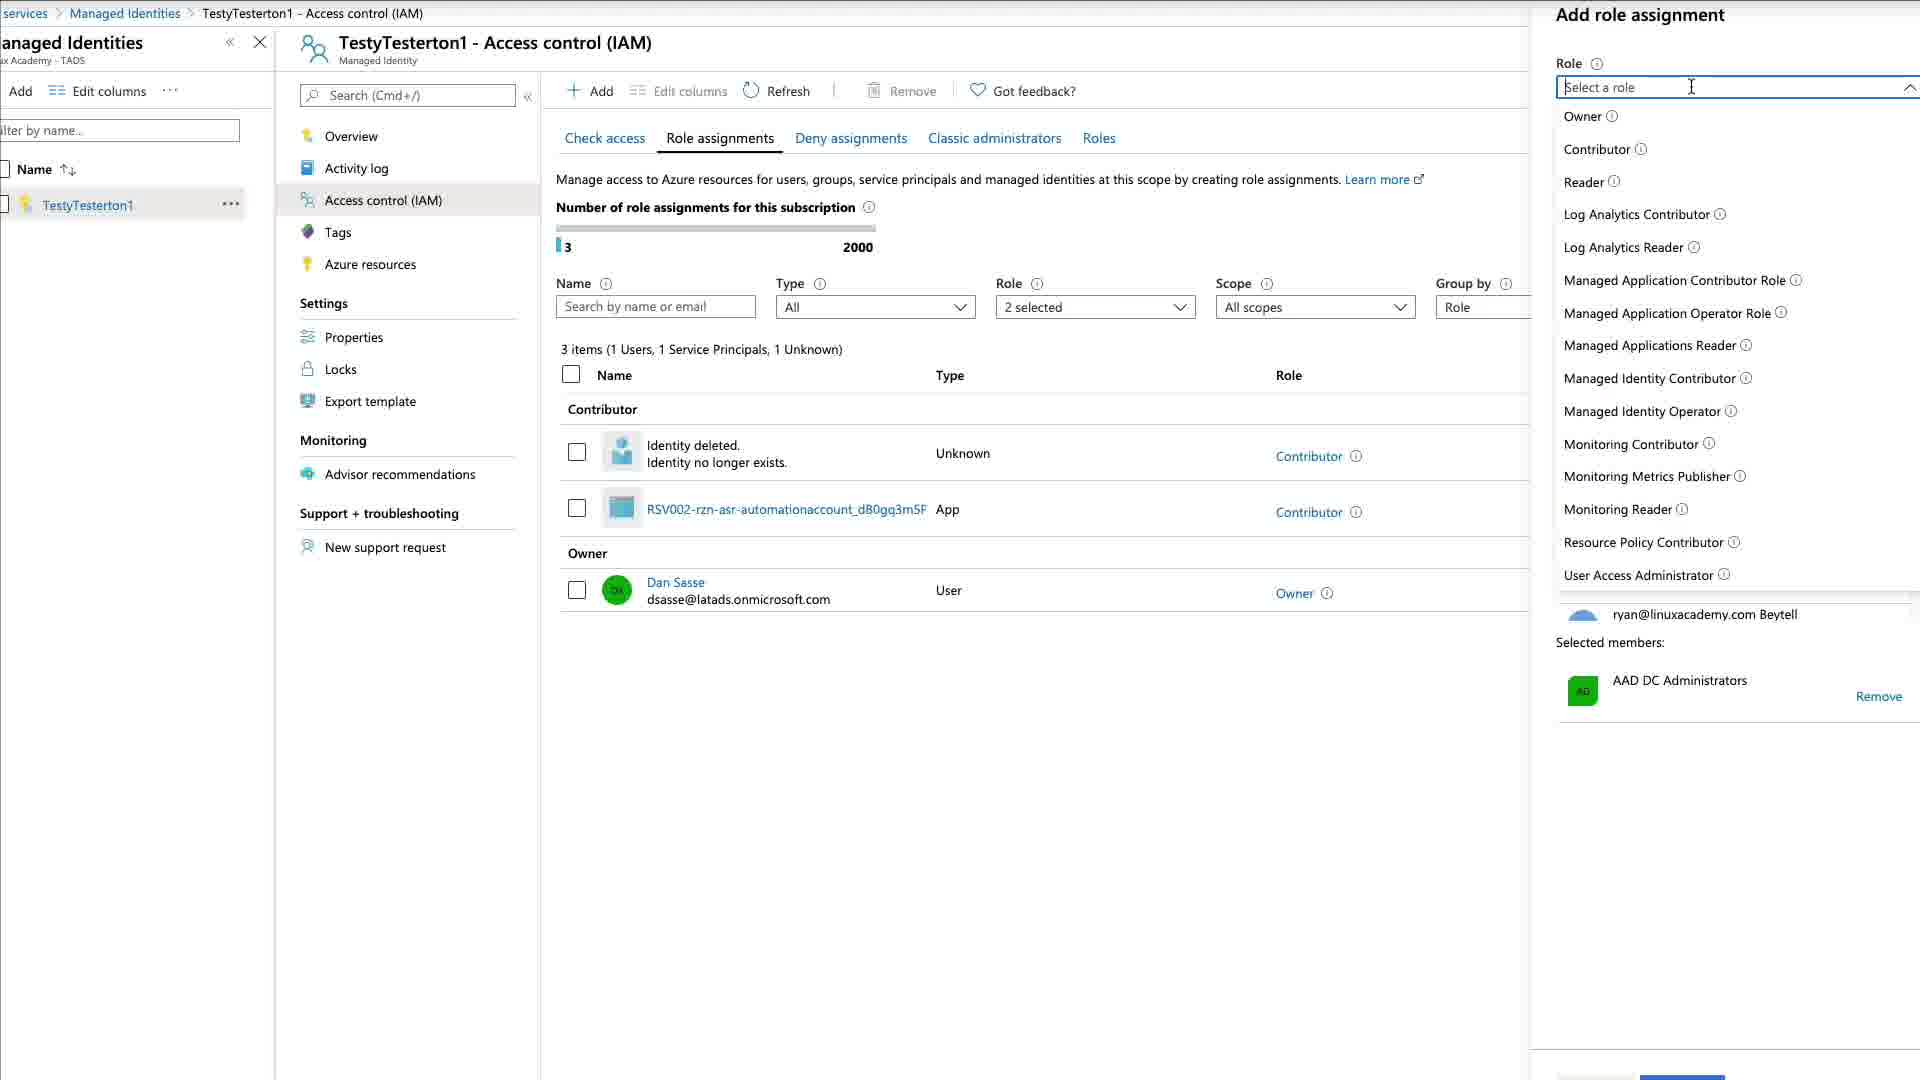 services > Managed Identities > TestyTesterton1 - Access control (IAM)
anaged Identities
ux Academy - TADS
Add Edit columns ...
ilter by name...
Name
TestyTesterton1 ...
TestyTesterton1 - Access control (IAM)
Managed Identity
Search (Cmd+/)
Overview
Activity log
Access control (IAM)
Tags
Azure resources
Settings
Properties
Locks
Export template
Monitoring
Advisor recommendations
Support + troubleshooting
New support request
Add Edit columns Refresh Remove Got feedback?
Check access Role assignments Deny assignments Classic administrators Roles
Manage access to Azure resources for users, groups, service principals and managed identities at this scope by creating role assignments. Learn more
Number of role assignments for this subscription
3 2000
Name Type Role Scope Group by
Search by name or email All 2 selected All scopes Role
3 items (1 Users, 1 Service Principals, 1 Unknown)
Name Type Role
Contributor
Identity deleted.
Identity no longer exists. Unknown Contributor
RSV002-rzn-asr-automationaccount_dB0gq3m5F App Contributor
Owner
Dan Sasse
dsasse@latads.onmicrosoft.com User Owner
Add role assignment
Role
Select a role
Owner
Contributor
Reader
Log Analytics Contributor
Log Analytics Reader
Managed Application Contributor Role
Managed Application Operator Role
Managed Applications Reader
Managed Identity Contributor
Managed Identity Operator
Monitoring Contributor
Monitoring Metrics Publisher
Monitoring Reader
Resource Policy Contributor
User Access Administrator
ryan@linuxacademy.com Beytell
Selected members:
AD AAD DC Administrators
Remove